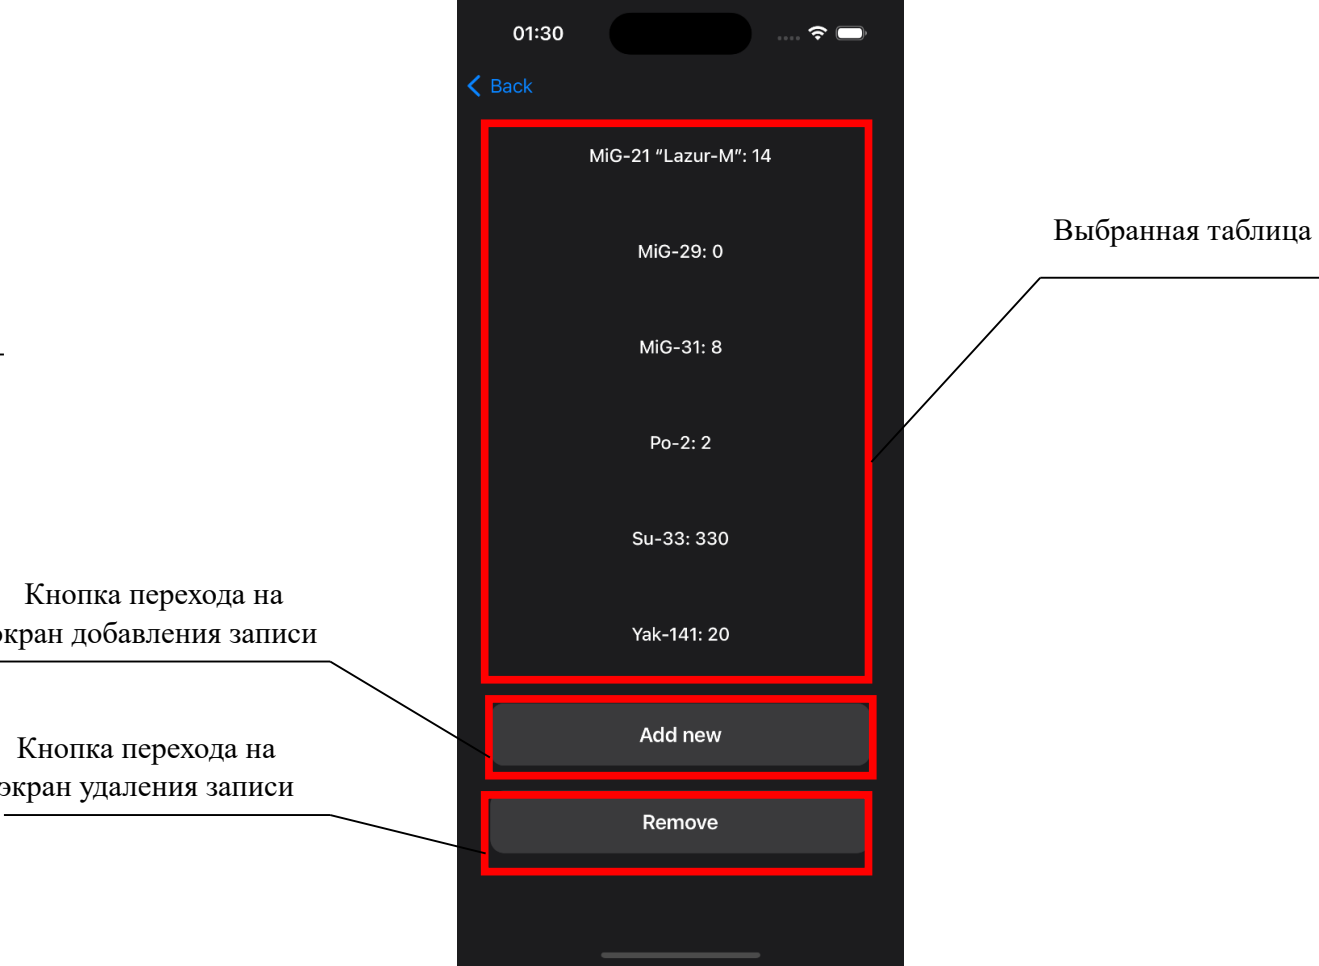 01:30
Back
MiG-21 “Lazur-M”: 14
MiG-29: 0
MiG-31: 8
Po-2: 2
Su-33: 330
Yak-141: 20
Add new
Remove
Выбранная таблица
Кнопка перехода на
экран добавления записи
Кнопка перехода на
экран удаления записи